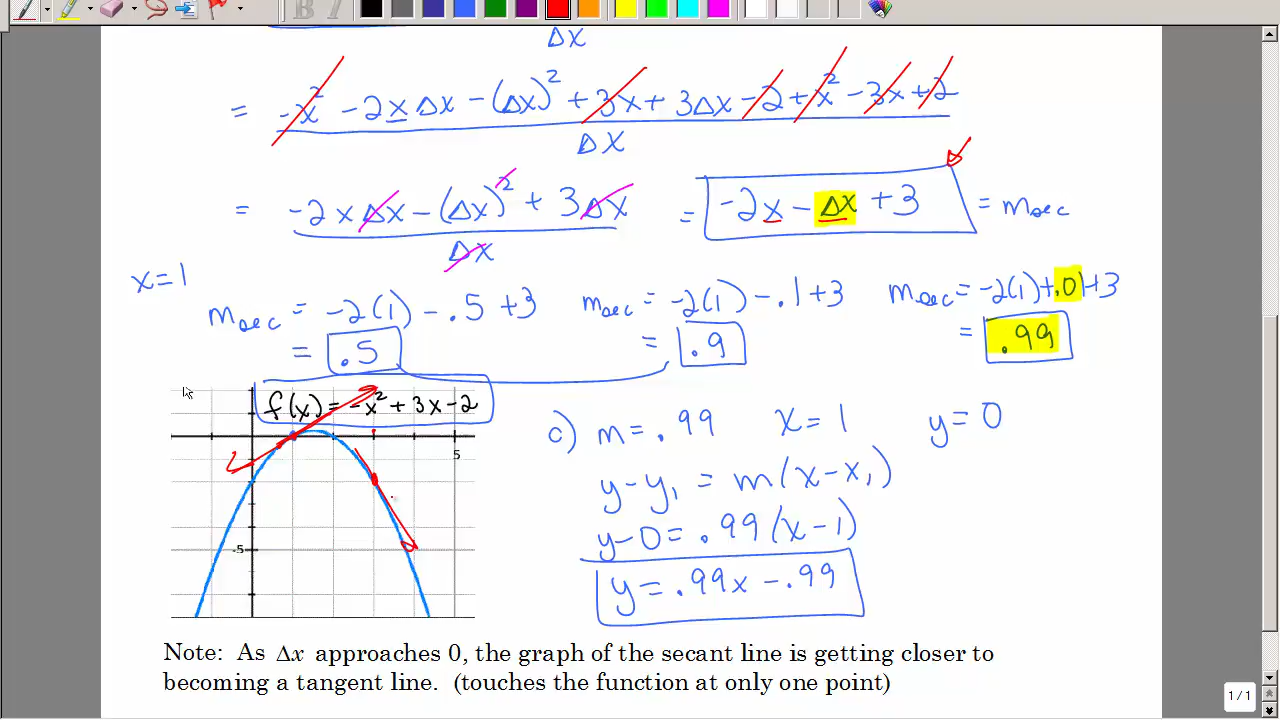 B I U
Δx
= -x² - 2xΔx - (Δx)² + 3x + 3Δx - 2 + x² - 3x + 2
Δx
= -2xΔx - (Δx)² + 3Δx
Δx
= -2x - Δx + 3 = msec
x=1
msec = -2(1) - .5 + 3
= .5
msec = -2(1) - .1 + 3
= .9
msec = -2(1)+.01+3
= .99
f(x) = -x² + 3x - 2
5
-5
c) m = .99 x = 1 y = 0
y - y₁ = m(x - x₁)
y - 0 = .99(x - 1)
y = .99x - .99
Note: As Δx approaches 0, the graph of the secant line is getting closer to
becoming a tangent line. (touches the function at only one point)
1/1